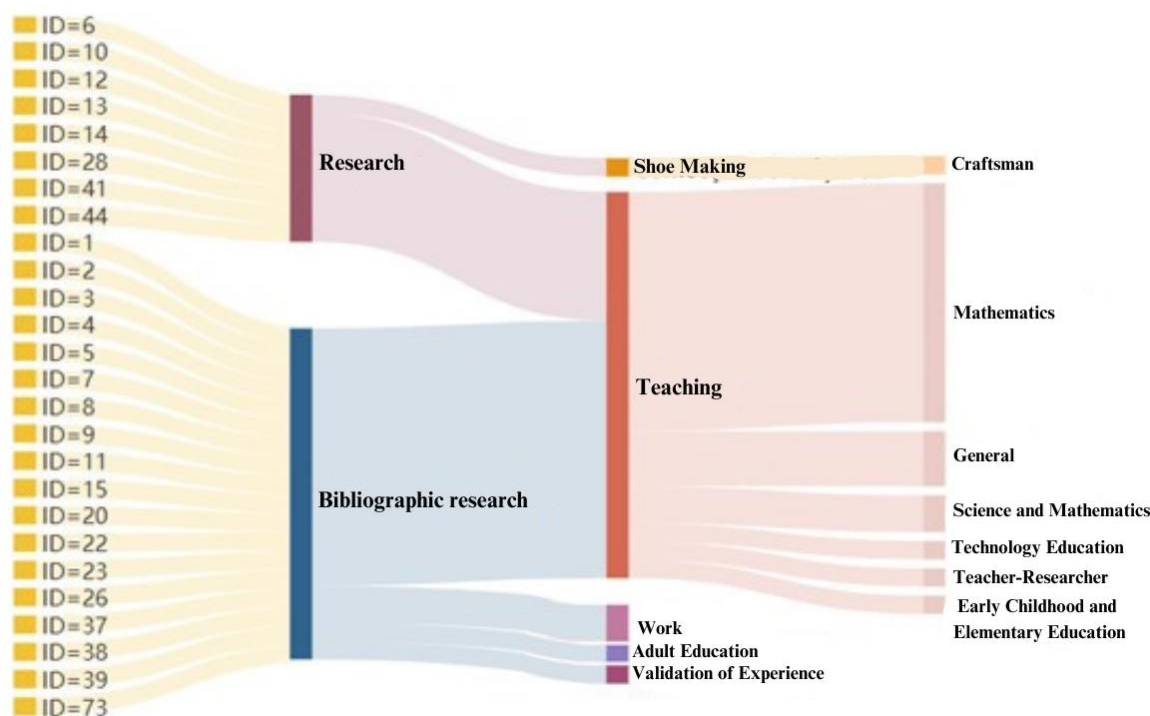 ID=6
ID=10
ID=12
ID=13
ID=14
ID=28
ID=41
ID=44
ID=1
ID=2
ID=3
ID=4
ID=5
ID=7
ID=8
ID=9
ID=11
ID=15
ID=20
ID=22
ID=23
ID=26
ID=37
ID=38
ID=39
ID=73
Research
Bibliographic research
Shoe Making
Teaching
Work
Adult Education
Validation of Experience
Craftsman
Mathematics
General
Science and Mathematics
Technology Education
Teacher-Researcher
Early Childhood and
Elementary Education